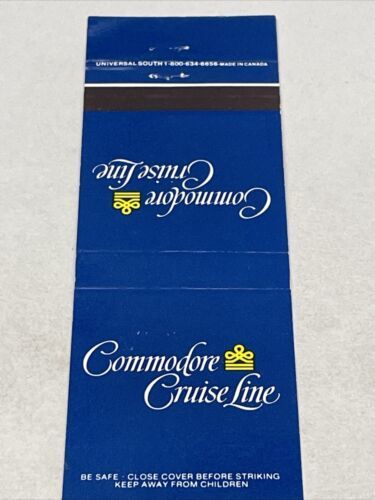 UNIVERSAL SOUTH 1-800-634-6656-MADE IN CANADA
Commodore
Cruise Line
Commodore
Cruise Line
BE SAFE - CLOSE COVER BEFORE STRIKING
KEEP AWAY FROM CHILDREN